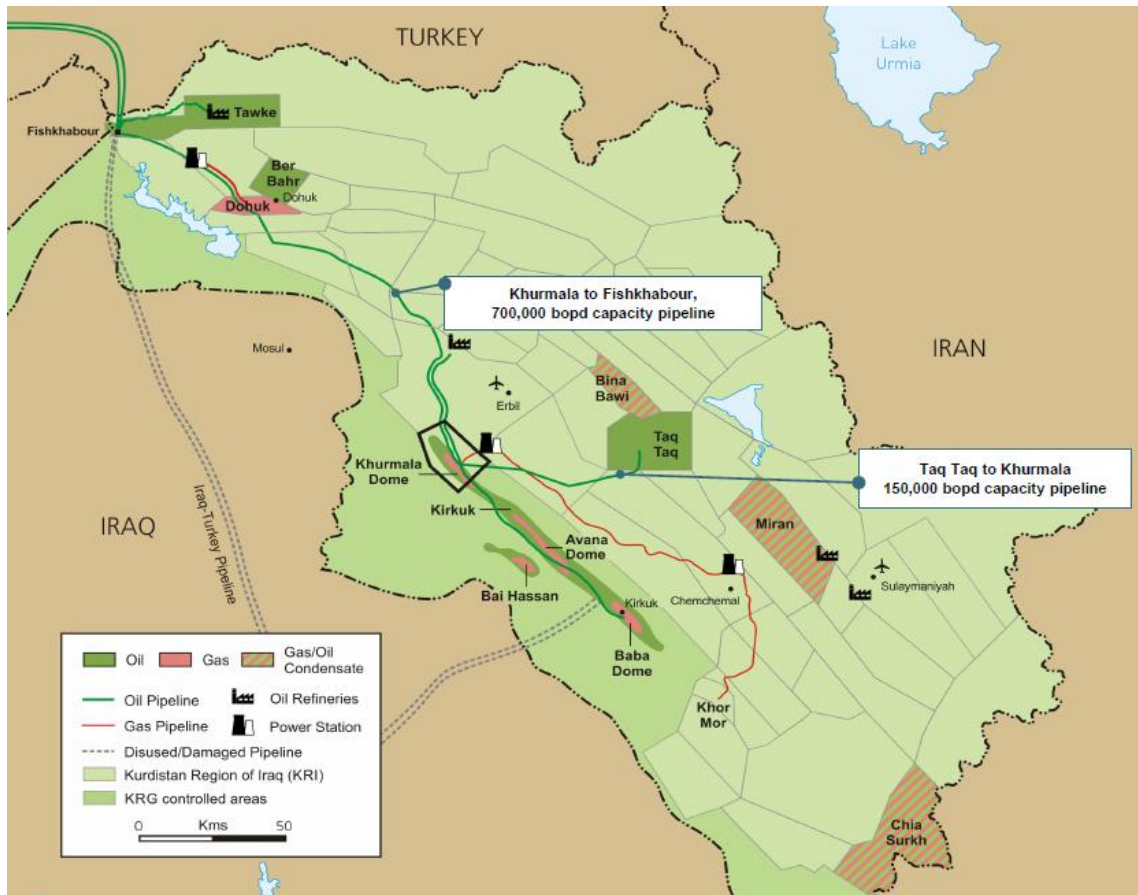 TURKEY
Lake
Urmia
Tawke
Fishkhabour
Ber
Bahr
Dohuk
Dohuk
Khurmala to Fishkhabour,
700,000 bopd capacity pipeline
Mosul
IRAN
Bina
Bawi
Erbil
Taq
Taq
Khurmala
Dome
Taq Taq to Khurmala
150,000 bopd capacity pipeline
Kirkuk
Miran
IRAQ
Avana
Dome
Iraq-Turkey Pipeline
Bai Hassan
Sulaymaniyah
Chemchemal
Kirkuk
Baba
Dome
Khor
Mor
Oil
Gas
Gas/Oil
Condensate
Oil Pipeline
Oil Refineries
Gas Pipeline
Power Station
Disused/Damaged Pipeline
Kurdistan Region of Iraq (KRI)
KRG controlled areas
0 Kms 50
Chia
Surkh